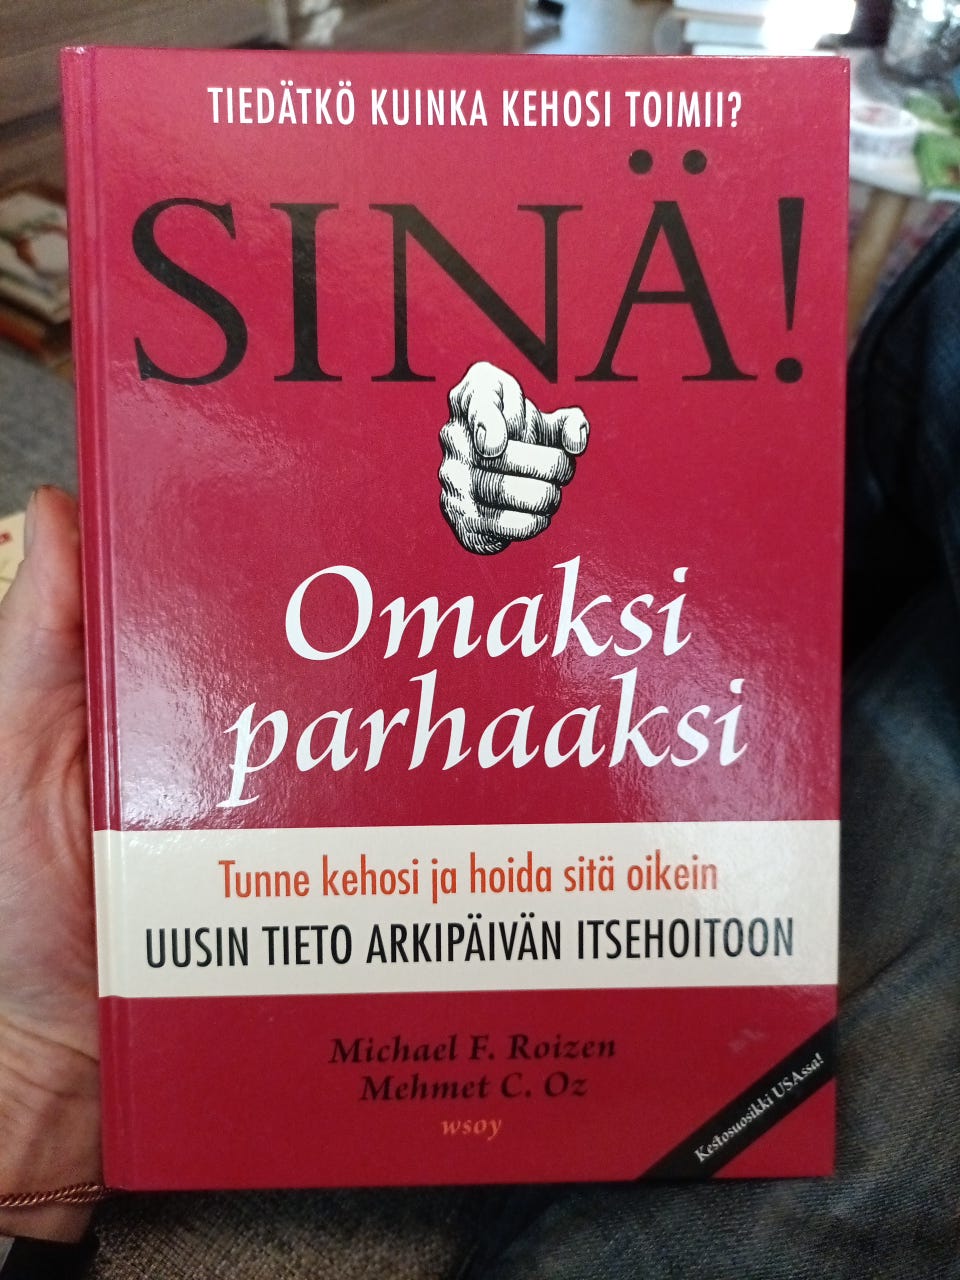 TIEDÄTKÖ KUINKA KEHOSI TOIMII?
SINÄ!
Omaksi
parhaaksi
Tunne kehosi ja hoida sitä oikein
UUSIN TIETO ARKIPÄIVÄN ITSEHOITOON
Michael F. Roizen
Mehmet C. Oz
wsoy
Kestosuosikki USAssa!